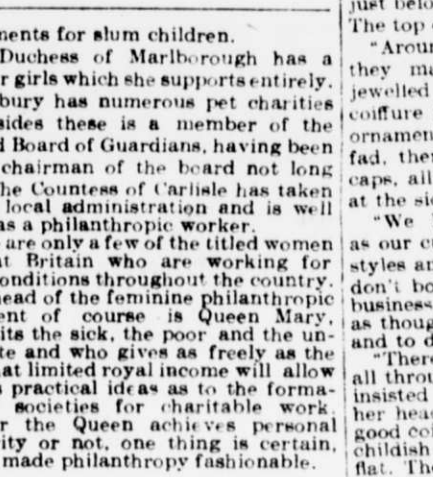 ments for slum children.
Duchess of Marlborough has a
r girls which she supports entirely.
bury has numerous pet charities
sides these is a member of the
l Board of Guardians, having been
chairman of the board not long
he Countess of Carlisle has taken
local administration and is well
as a philanthropic worker.
are only a few of the titled women
at Britain who are working for
onditions throughout the country.
ead of the feminine philanthropic
ent of course is Queen Mary,
its the sick, the poor and the un-
te and who gives as freely as the
at limited royal income will allow
s practical ideas as to the forma-
societies for charitable work.
r the Queen achieves personal
ity or not, one thing is certain,
made philanthropy fashionable.
just belo
The top
"Arour
they ma
jewelled
coiffure
ornamen
fad, ther
caps, all
at the si
"We
as our c
styles an
don't bo
business
as thoug
and to d
"There
all throu
insisted
her hea
good coi
childish
flat. The